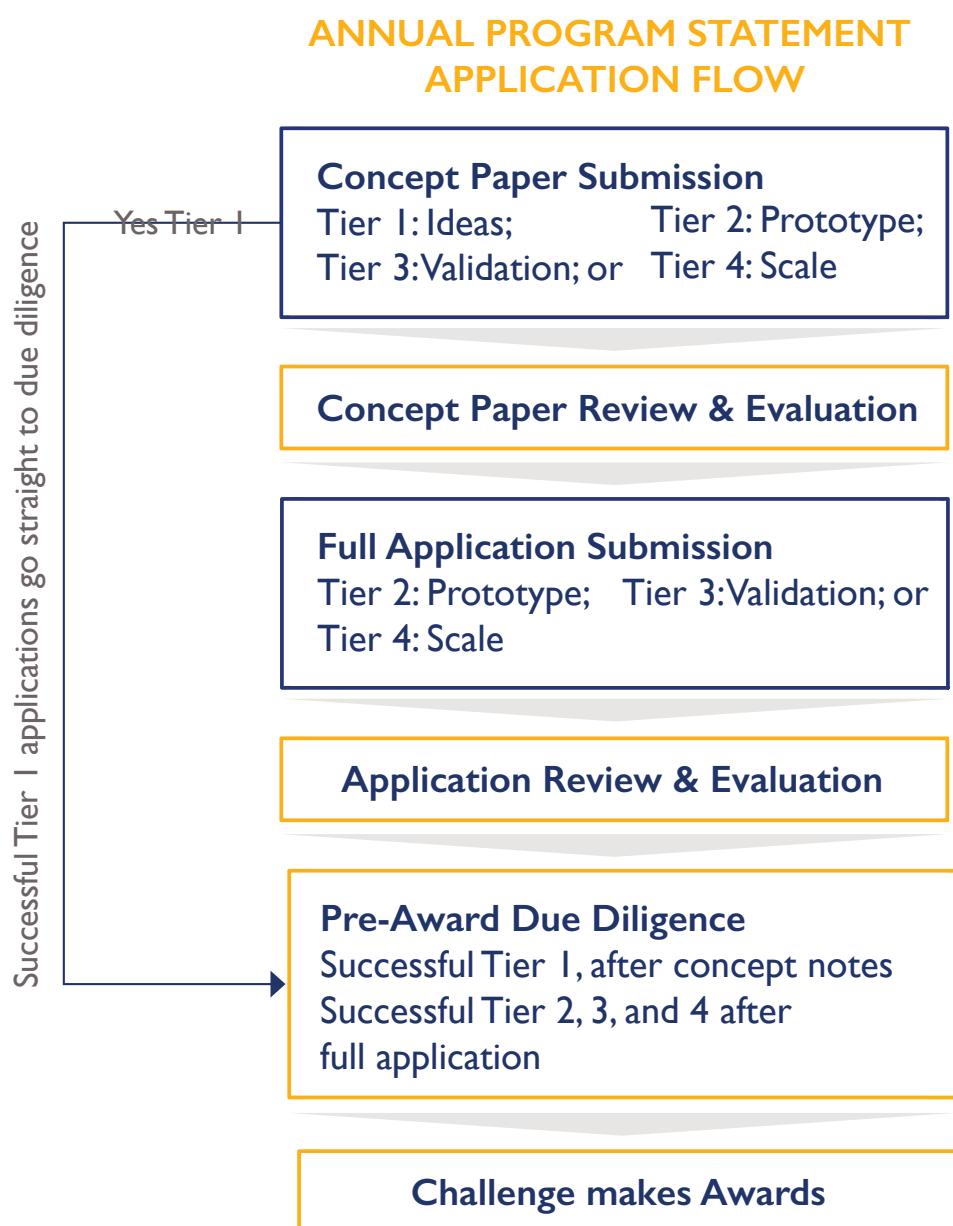 ANNUAL PROGRAM STATEMENT
APPLICATION FLOW
Concept Paper Submission
Tier 1: Ideas; Tier 2: Prototype;
Tier 3: Validation; or Tier 4: Scale
Yes Tier 1
Successful Tier 1 applications go straight to due diligence
Concept Paper Review & Evaluation
Full Application Submission
Tier 2: Prototype; Tier 3: Validation; or
Tier 4: Scale
Application Review & Evaluation
Pre-Award Due Diligence
Successful Tier 1, after concept notes
Successful Tier 2, 3, and 4 after
full application
Challenge makes Awards